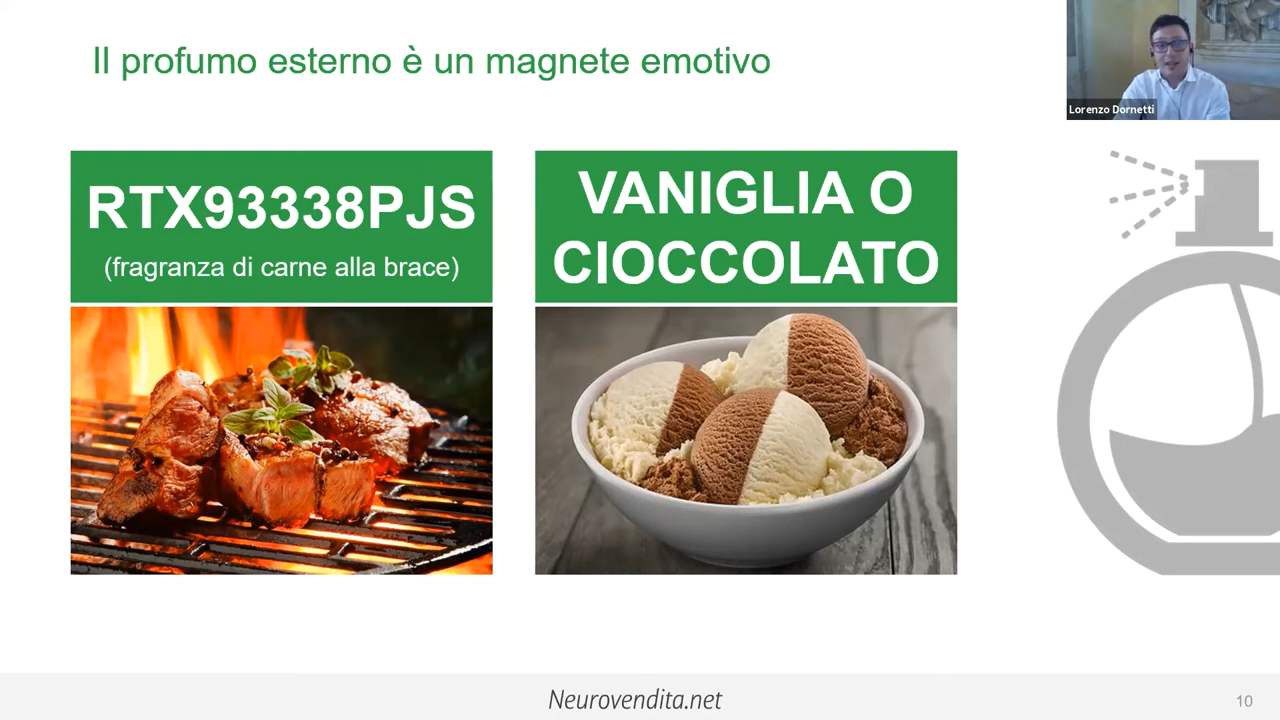 Il profumo esterno è un magnete emotivo
Lorenzo Dornetti
RTX93338PJS
(fragranza di carne alla brace)
VANIGLIA O
CIOCCOLATO
Neurovendita.net
10